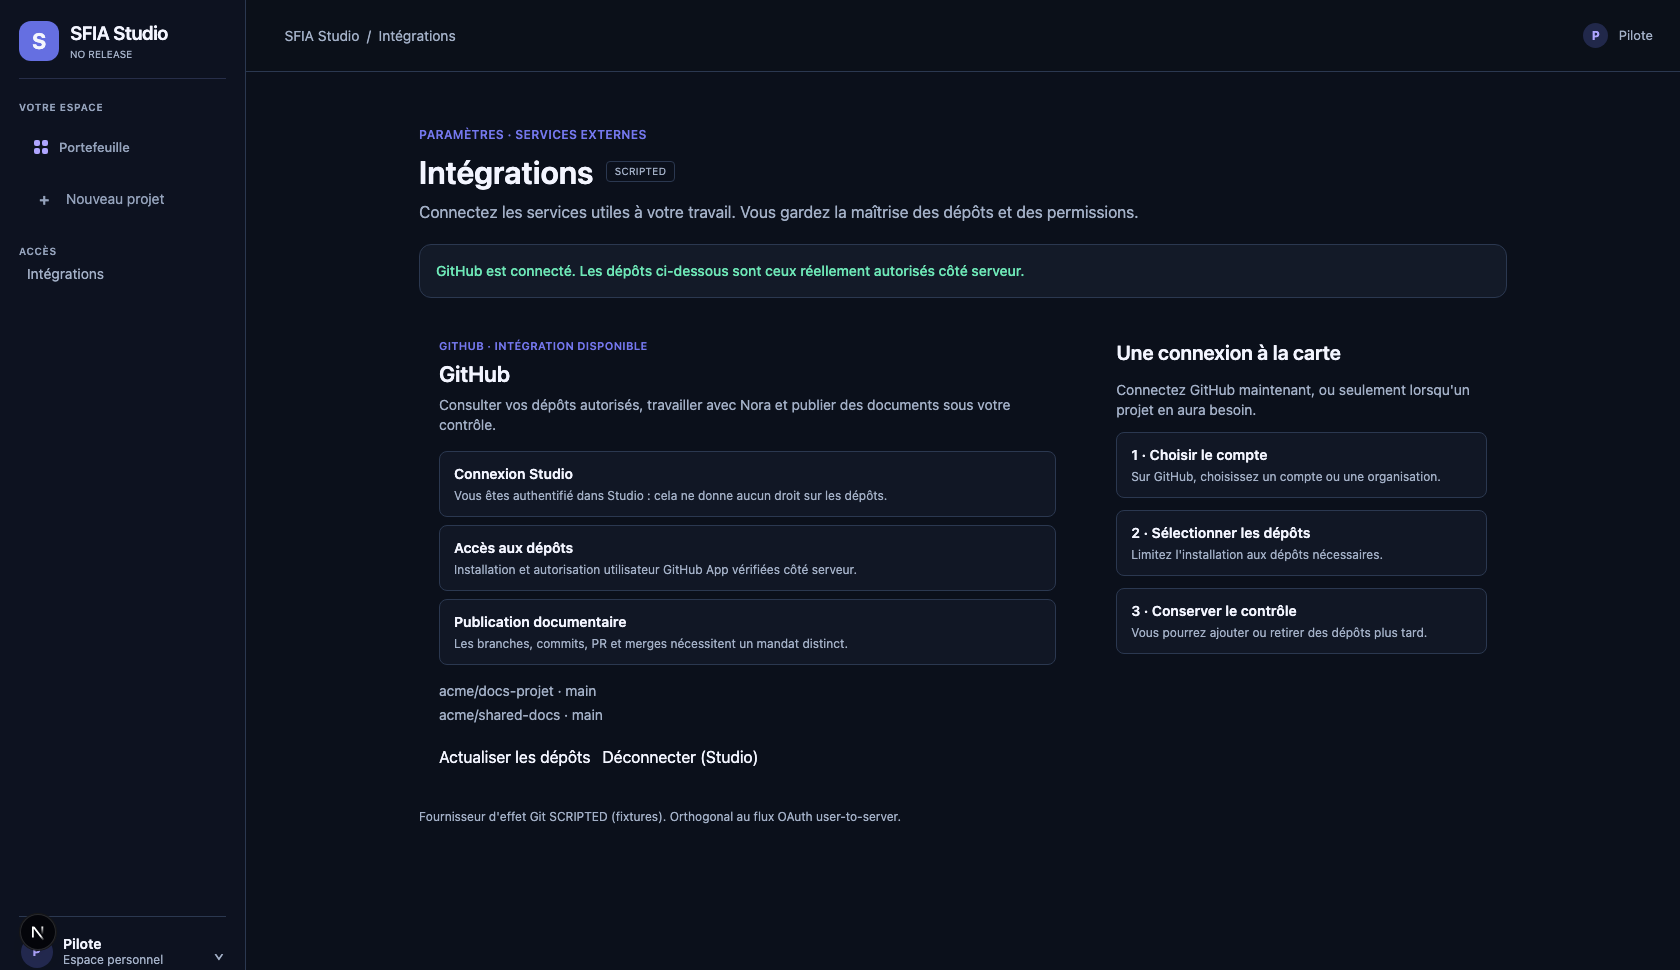 S
SFIA Studio
NO RELEASE
VOTRE ESPACE
Portefeuille
+ Nouveau projet
ACCÈS
Intégrations
N
P
Pilote
Espace personnel
SFIA Studio / Intégrations
P Pilote
PARAMÈTRES · SERVICES EXTERNES
Intégrations SCRIPTED
Connectez les services utiles à votre travail. Vous gardez la maîtrise des dépôts et des permissions.
GitHub est connecté. Les dépôts ci-dessous sont ceux réellement autorisés côté serveur.
GITHUB · INTÉGRATION DISPONIBLE
GitHub
Consulter vos dépôts autorisés, travailler avec Nora et publier des documents sous votre
contrôle.
Connexion Studio
Vous êtes authentifié dans Studio : cela ne donne aucun droit sur les dépôts.
Accès aux dépôts
Installation et autorisation utilisateur GitHub App vérifiées côté serveur.
Publication documentaire
Les branches, commits, PR et merges nécessitent un mandat distinct.
acme/docs-projet · main
acme/shared-docs · main
Actualiser les dépôts Déconnecter (Studio)
Une connexion à la carte
Connectez GitHub maintenant, ou seulement lorsqu'un
projet en aura besoin.
1 · Choisir le compte
Sur GitHub, choisissez un compte ou une organisation.
2 · Sélectionner les dépôts
Limitez l'installation aux dépôts nécessaires.
3 · Conserver le contrôle
Vous pourrez ajouter ou retirer des dépôts plus tard.
Fournisseur d'effet Git SCRIPTED (fixtures). Orthogonal au flux OAuth user-to-server.